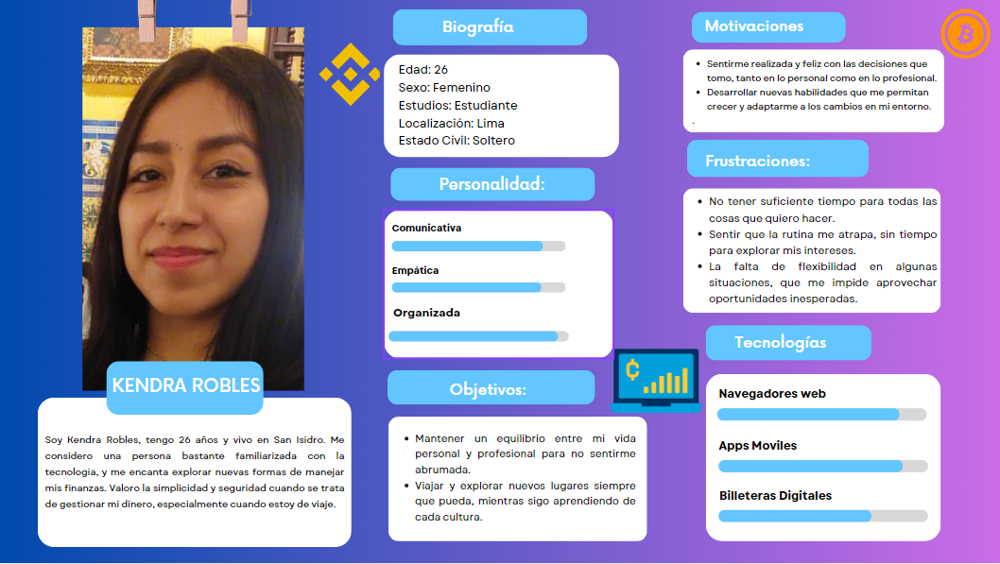 KENDRA ROBLES
Soy Kendra Robles, tengo 26 años y vivo en San Isidro. Me
considero una persona bastante familiarizada con la
tecnología, y me encanta explorar nuevas formas de manejar
mis finanzas. Valoro la simplicidad y seguridad cuando se trata
de gestionar mi dinero, especialmente cuando estoy de viaje.
Biografía
Edad: 26
Sexo: Femenino
Estudios: Estudiante
Localización: Lima
Estado Civil: Soltero
Personalidad:
Comunicativa
Empática
Organizada
Objetivos:
• Mantener un equilibrio entre mi vida
personal y profesional para no sentirme
abrumada.
• Viajar y explorar nuevos lugares siempre
que pueda, mientras sigo aprendiendo de
cada cultura.
Motivaciones
• Sentirme realizada y feliz con las decisiones que
tomo, tanto en lo personal como en lo profesional.
• Desarrollar nuevas habilidades que me permitan
crecer y adaptarme a los cambios en mi entorno.
.
Frustraciones:
• No tener suficiente tiempo para todas las
cosas que quiero hacer.
• Sentir que la rutina me atrapa, sin tiempo
para explorar mis intereses.
• La falta de flexibilidad en algunas
situaciones, que me impide aprovechar
oportunidades inesperadas.
Tecnologías
Navegadores web
Apps Moviles
Billeteras Digitales